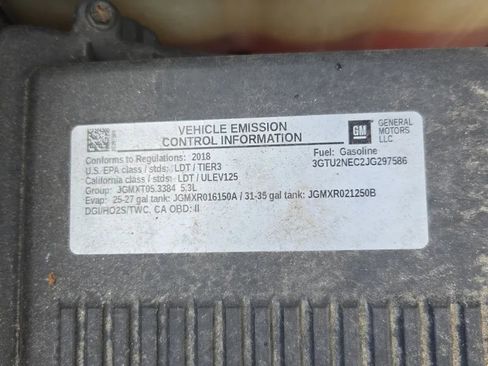 VEHICLE EMISSION
CONTROL INFORMATION
GM
GENERAL
MOTORS
LLC
Conforms to Regulations: 2018
Fuel: Gasoline
U.S. EPA class / stds: LDT / TIER3
3GTU2NEC2JG297586
California class / stds: LDT / ULEV125
Group: JGMXT05.3384 5.3L
Evap: 25-27 gal tank: JGMXR016150A / 31-35 gal tank: JGMXR021250B
DGI/HO2S/TWC, CA OBD: II